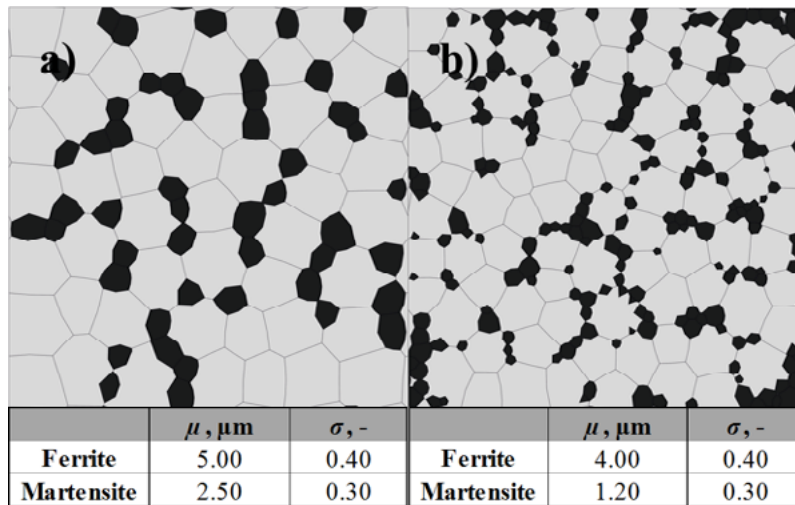 a) b)
μ, μm σ, - μ, μm σ, -
Ferrite 5.00 0.40 Ferrite 4.00 0.40
Martensite 2.50 0.30 Martensite 1.20 0.30